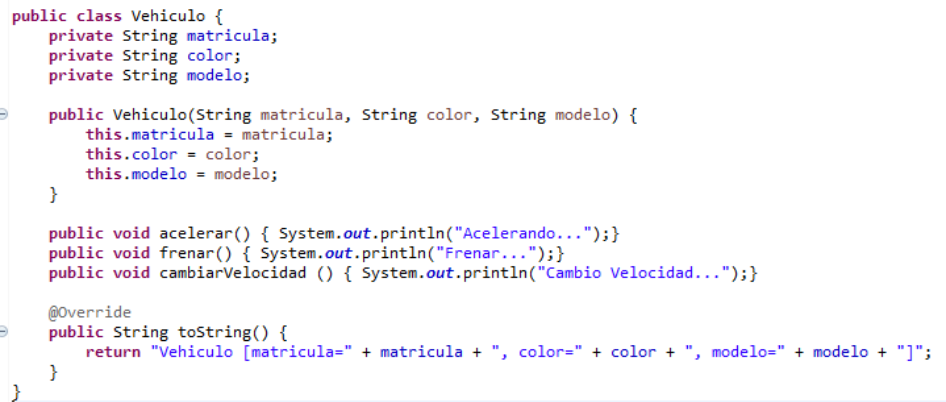 public class Vehiculo {
    private String matricula;
    private String color;
    private String modelo;

    public Vehiculo(String matricula, String color, String modelo) {
        this.matricula = matricula;
        this.color = color;
        this.modelo = modelo;
    }

    public void acelerar() { System.out.println("Acelerando...");}
    public void frenar() { System.out.println("Frenar...");}
    public void cambiarVelocidad () { System.out.println("Cambio Velocidad...");}

    @Override
    public String toString() {
        return "Vehiculo [matricula=" + matricula + ", color=" + color + ", modelo=" + modelo + "]";
    }
}